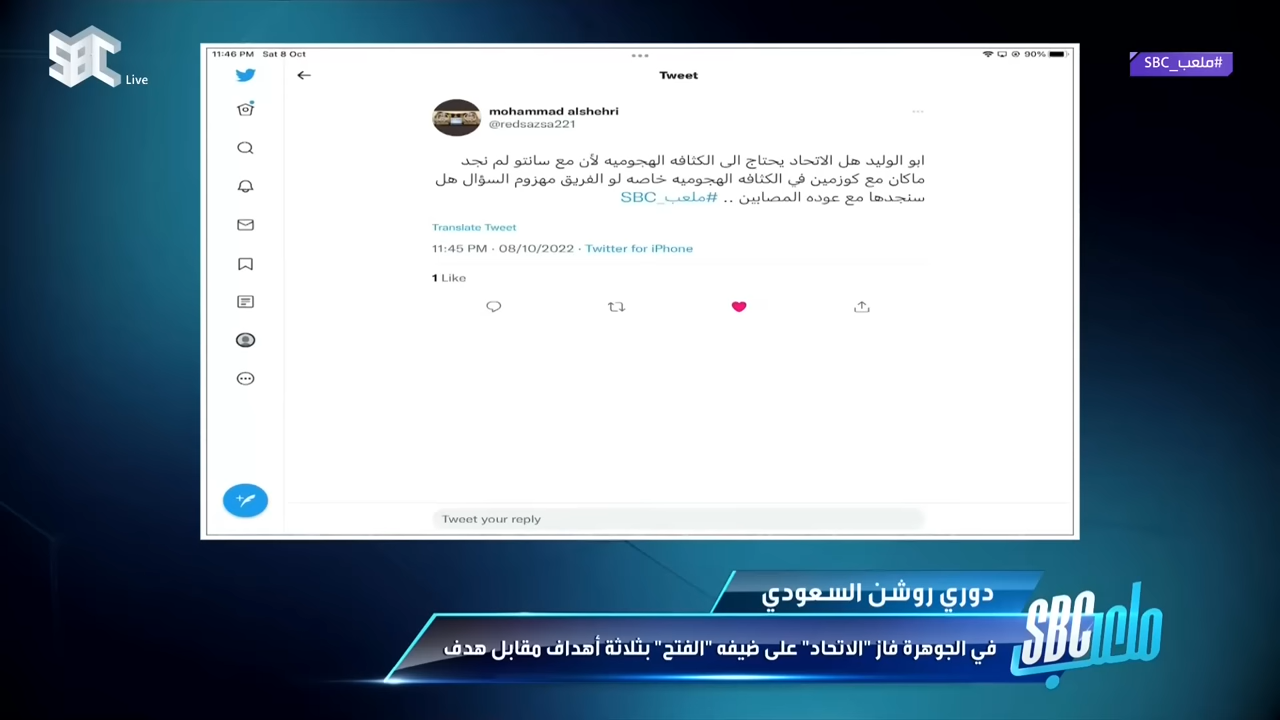 SBC Live
#ملعب_SBC
11:46 PM Sat 8 Oct
90%
Tweet
mohammad alshehri
@redsazsa221
ابو الوليد هل الاتحاد يحتاج الى الكثافه الهجوميه لأن مع سانتو لم نجد
ماكان مع كوزمين في الكثافه الهجوميه خاصه لو الفريق مهزوم السؤال هل
سنجدها مع عوده المصابين .. #ملعب_SBC
Translate Tweet
11:45 PM · 08/10/2022 · Twitter for iPhone
1 Like
Tweet your reply
دوري روشن السعودي
في الجوهرة فاز "الاتحاد" على ضيفه "الفتح" بثلاثة أهداف مقابل هدف
ملعب SBC